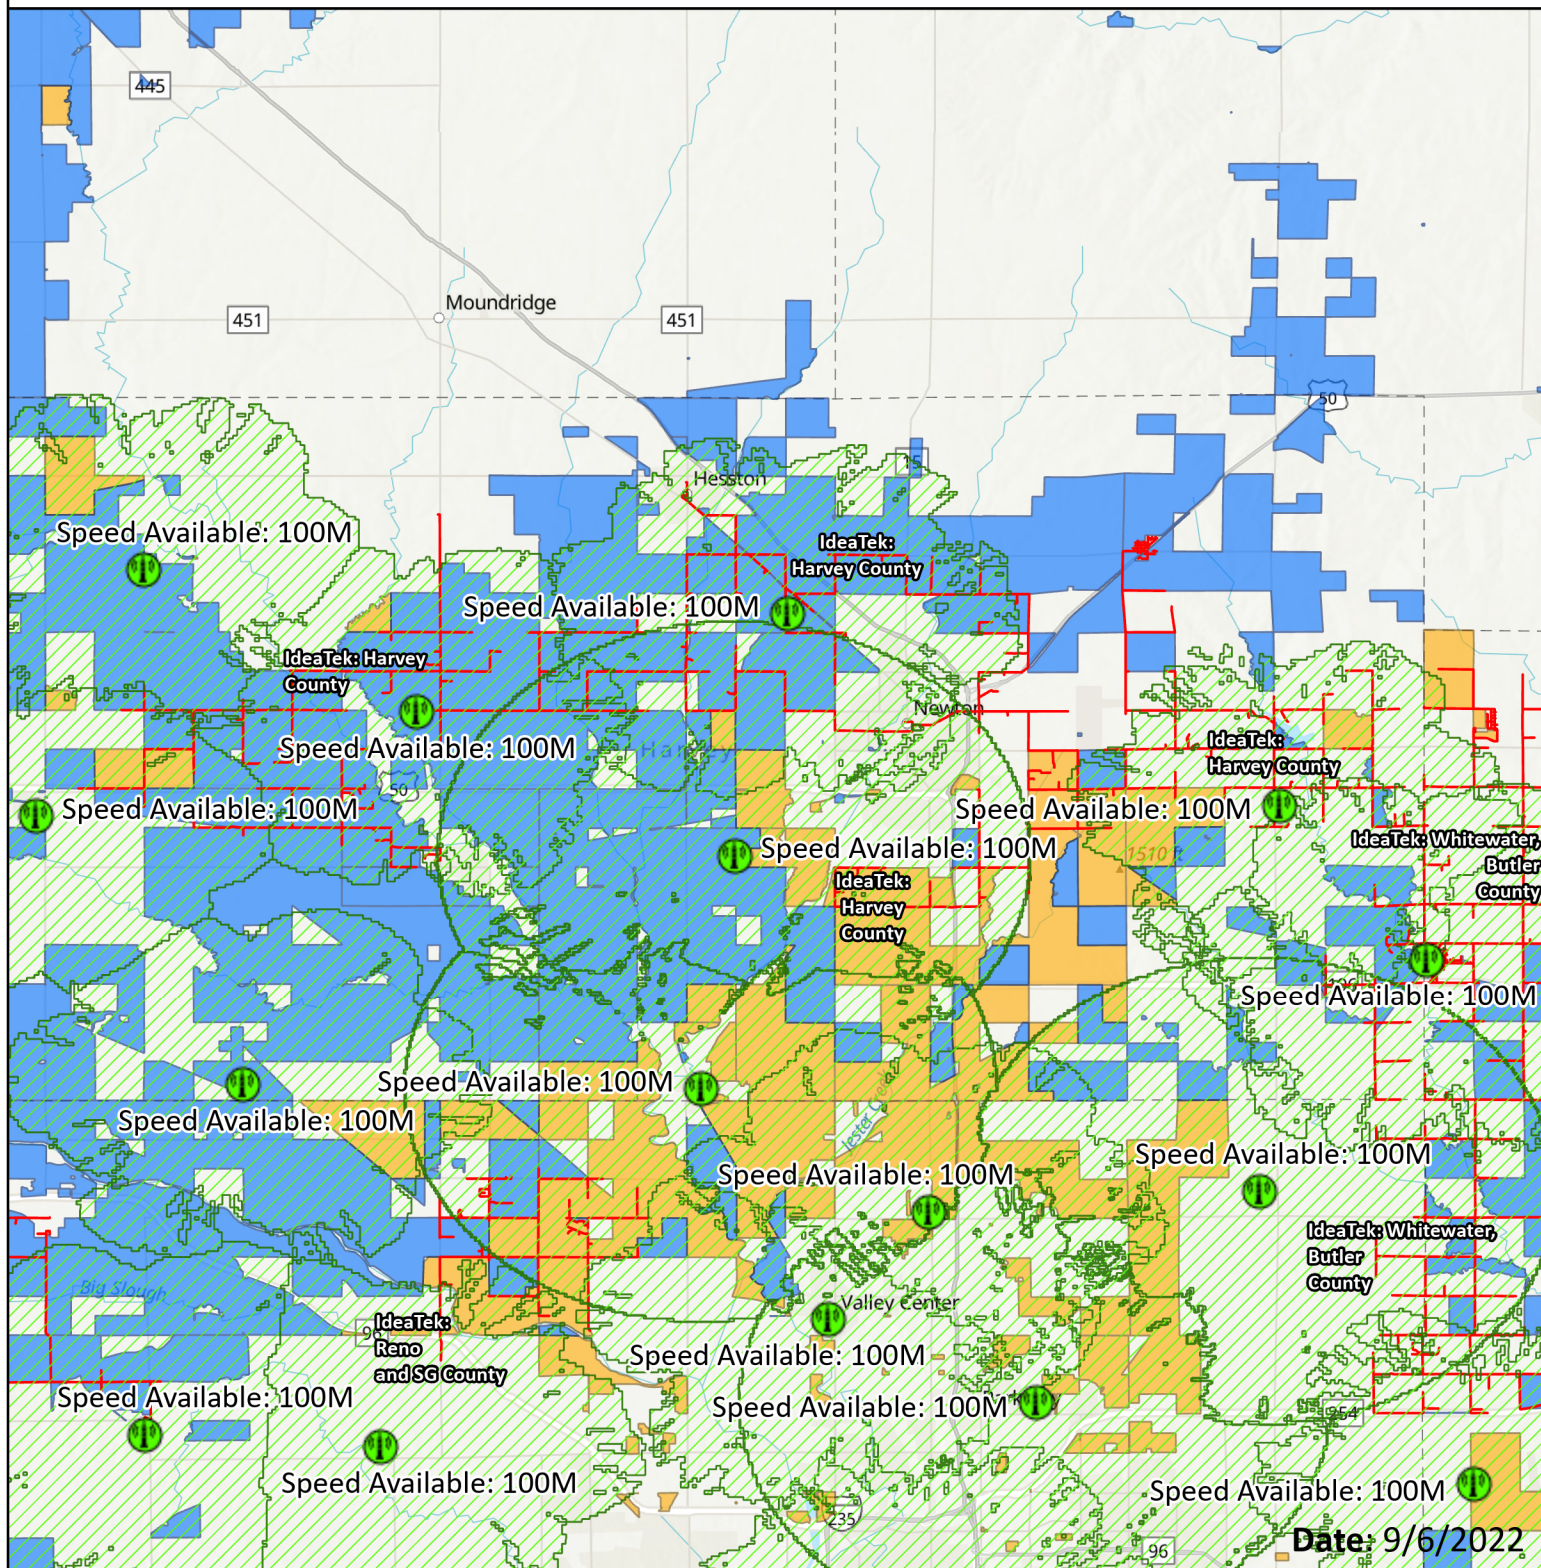 445
Moundridge
451
451
50
15
Hesston
Speed Available: 100M
IdeaTek:
Harvey County
Speed Available: 100M
IdeaTek: Harvey
County
Newton
IdeaTek:
Harvey County
Speed Available: 100M
Harvey
50
Speed Available: 100M
Speed Available: 100M
IdeaTek: Whitewater,
Butler
County
Speed Available: 100M
1510 ft
IdeaTek:
Harvey
County
Speed Available: 100M
Speed Available: 100M
Speed Available: 100M
Jester Creek
Speed Available: 100M
Speed Available: 100M
IdeaTek: Whitewater,
Butler
County
Big Slough
Valley Center
96
IdeaTek:
Reno
and SG County
Speed Available: 100M
Speed Available: 100M
Speed Available: 100M
254
Speed Available: 100M
Speed Available: 100M
235
96
Date: 9/6/2022